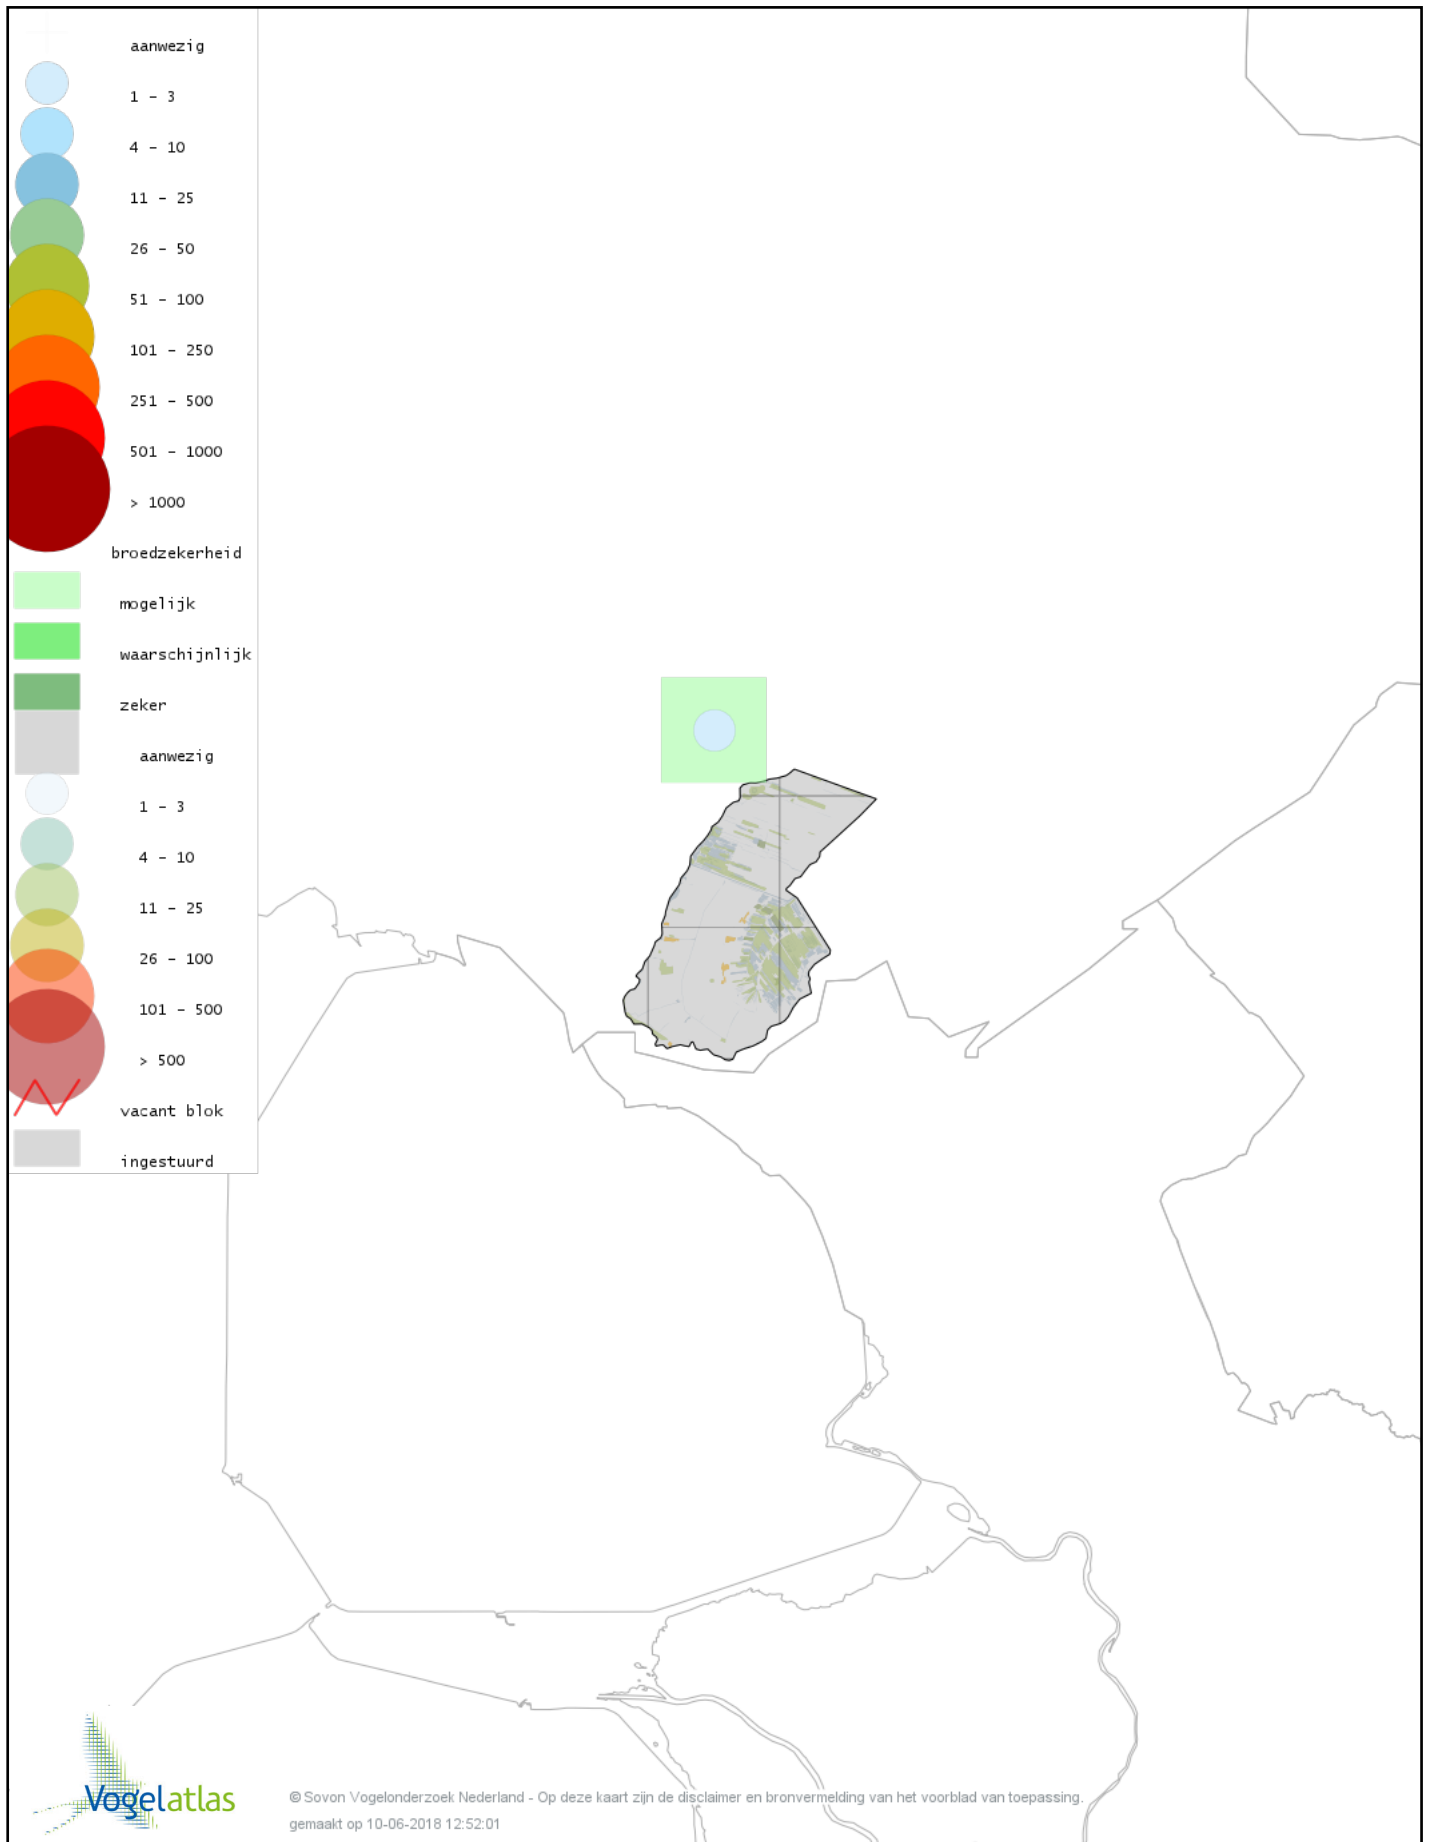 aanwezig
1 - 3
4 - 10
11 - 25
26 - 50
51 - 100
101 - 250
251 - 500
501 - 1000
> 1000
broedzekerheid
mogelijk
waarschijnlijk
zeker
aanwezig
1 - 3
4 - 10
11 - 25
26 - 100
101 - 500
> 500
vacant blok
ingestuurd
Vogelatlas
© Sovon Vogelonderzoek Nederland - Op deze kaart zijn de disclaimer en bronvermelding van het voorblad van toepassing.
gemaakt op 10-06-2018 12:52:01